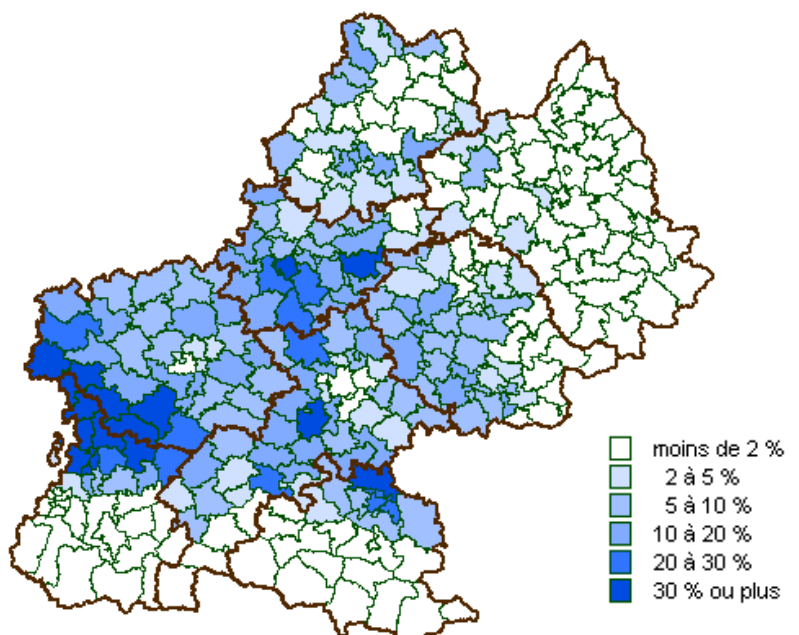 moins de 2 %
2 à 5 %
5 à 10 %
10 à 20 %
20 à 30 %
30 % ou plus